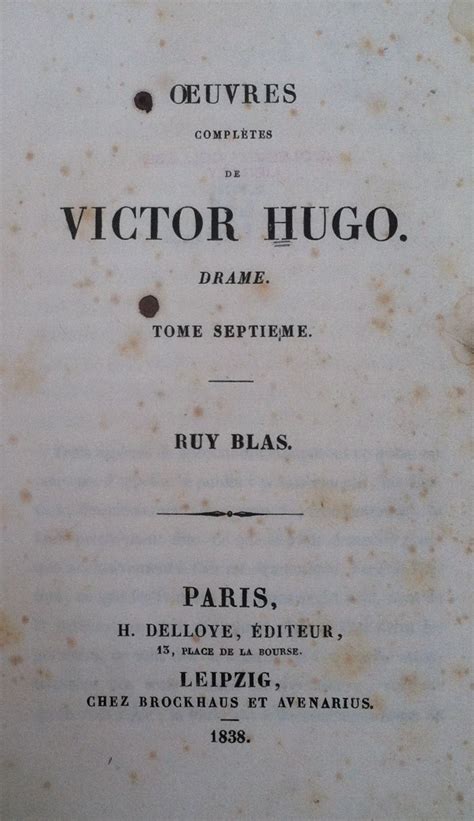 OEUVRES
COMPLÈTES
DE
VICTOR HUGO.
DRAME.
TOME SEPTIEME.
RUY BLAS.
PARIS,
H. DELLOYE, ÉDITEUR,
13, PLACE DE LA BOURSE.
LEIPZIG,
CHEZ BROCKHAUS ET AVENARIUS.
1838.